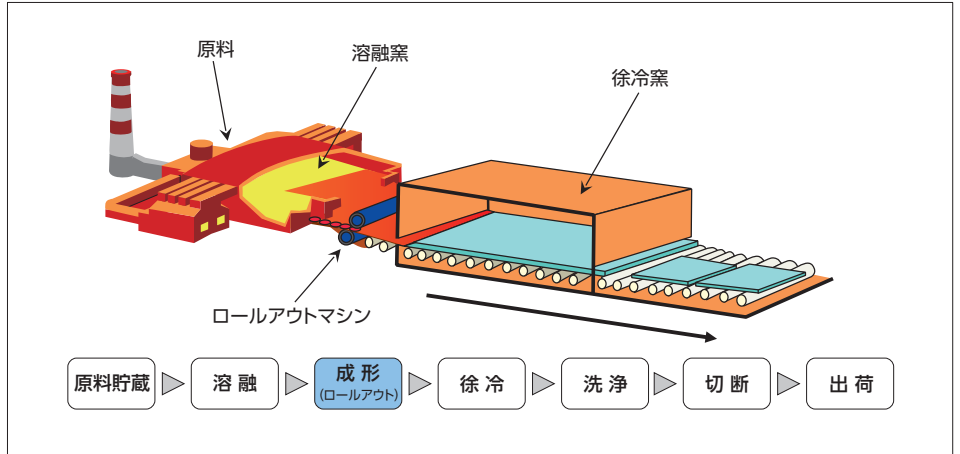 原料
溶融窯
徐冷窯
ロールアウトマシン
原料貯蔵
溶融
成形
(ロールアウト)
徐冷
洗浄
切断
出荷